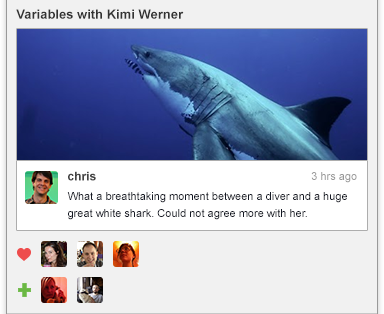 Variables with Kimi Werner
chris
3 hrs ago
What a breathtaking moment between a diver and a huge
great white shark. Could not agree more with her.